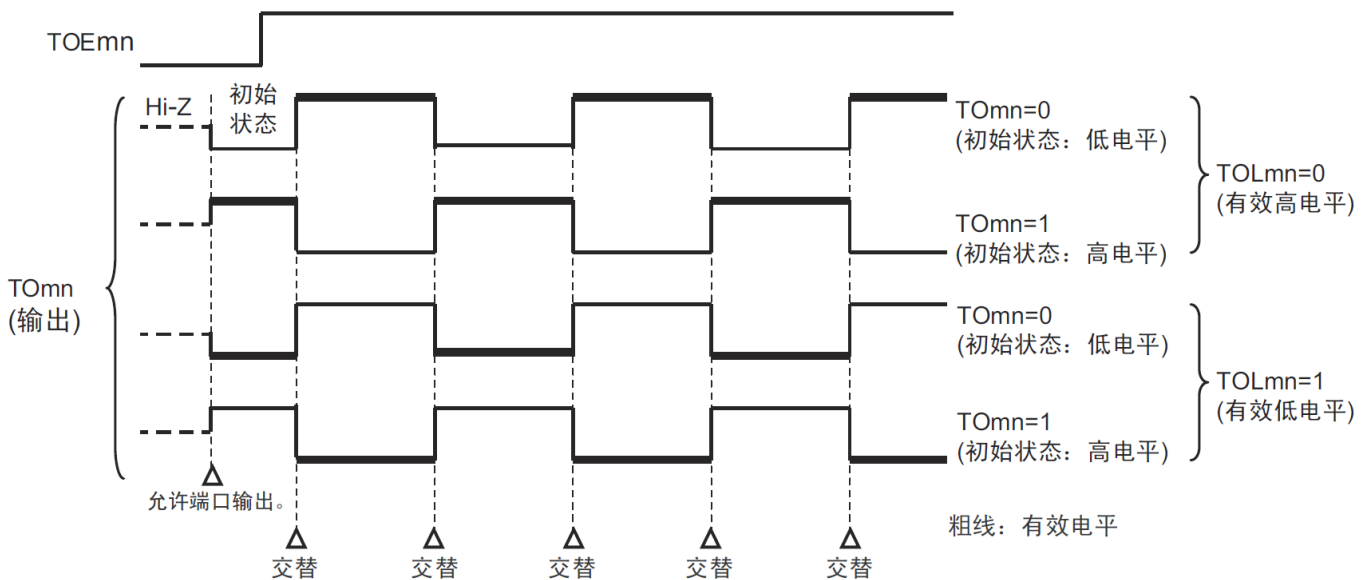 TOEmn
Hi-Z
初始
状态
TOmn=0
(初始状态：低电平)
TOLmn=0
(有效高电平)
TOmn=1
(初始状态：高电平)
TOmn
(输出)
TOmn=0
(初始状态：低电平)
TOLmn=1
(有效低电平)
TOmn=1
(初始状态：高电平)
允许端口输出。
粗线：有效电平
交替
交替
交替
交替
交替